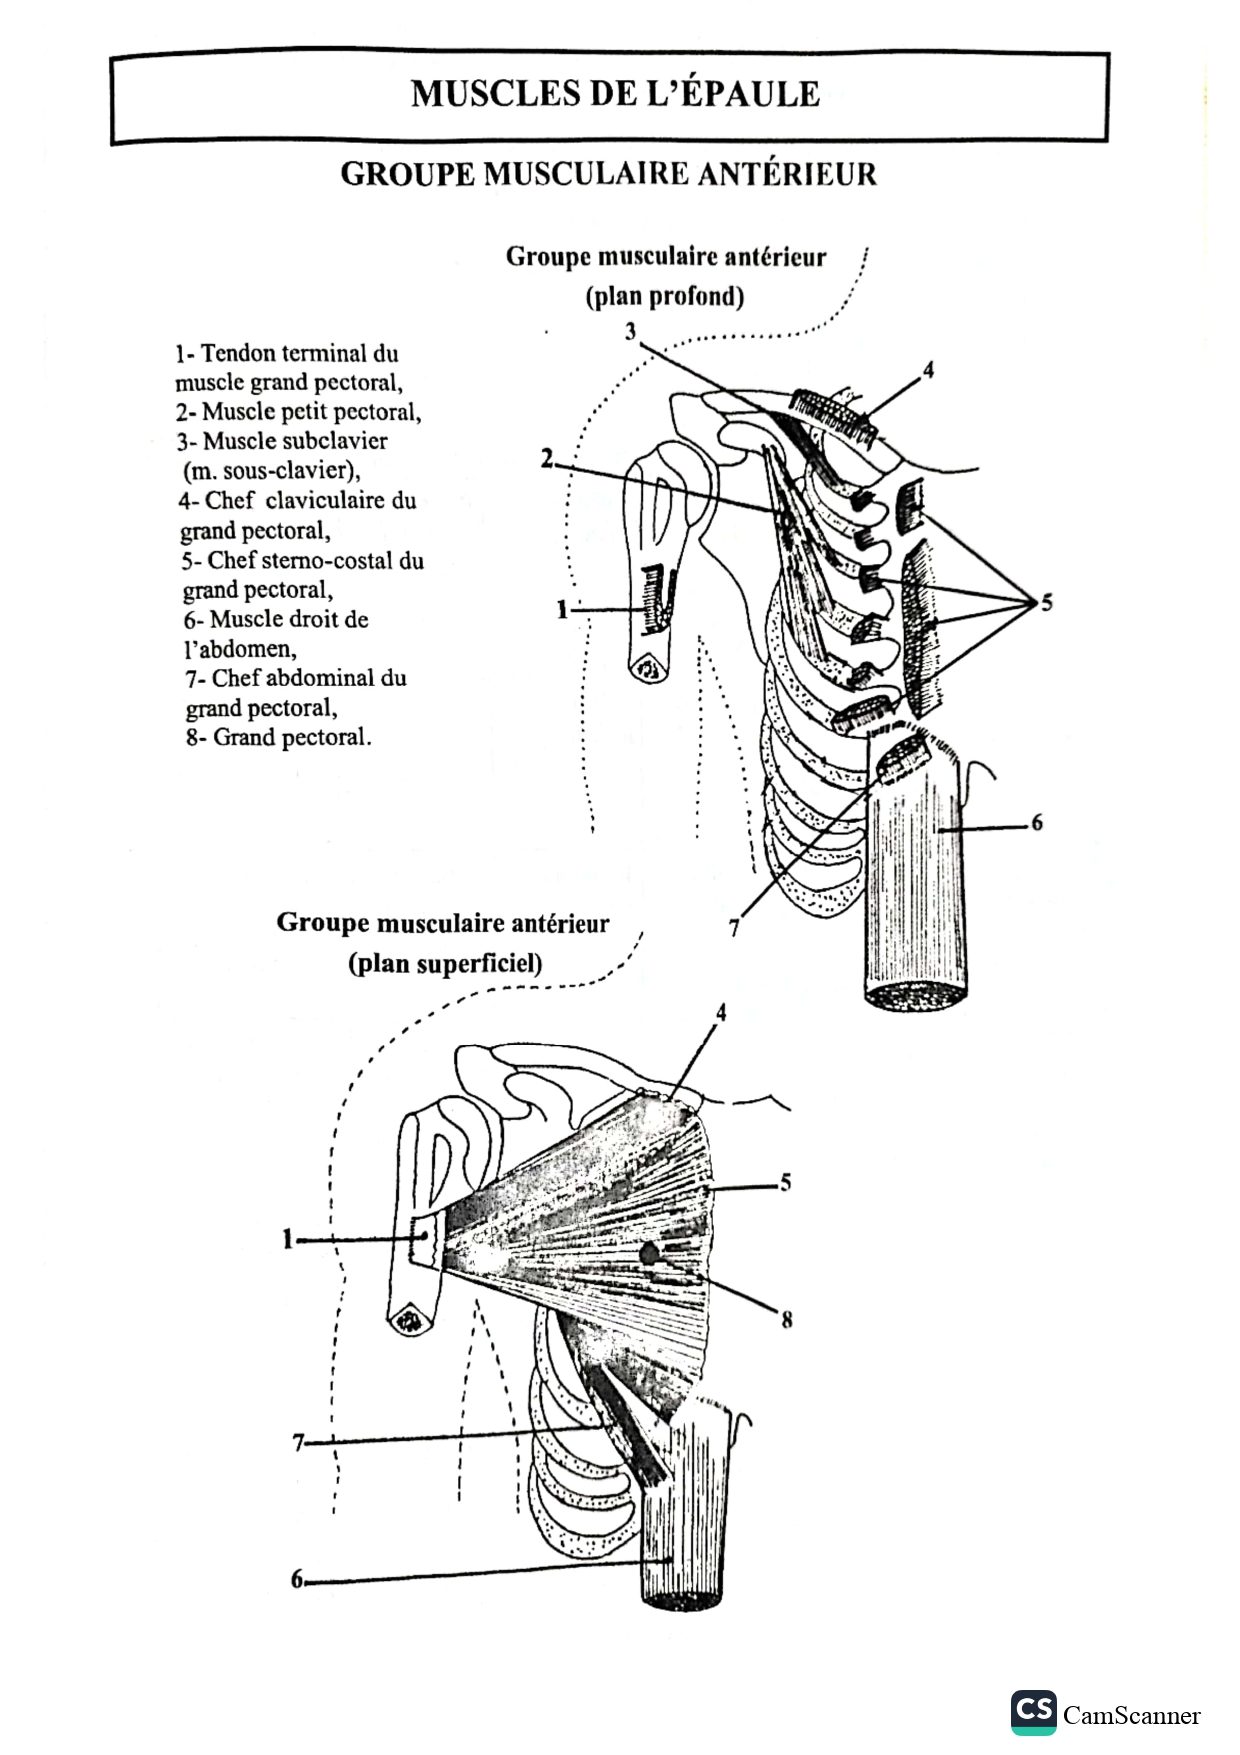 MUSCLES DE L'ÉPAULE
GROUPE MUSCULAIRE ANTÉRIEUR
Groupe musculaire antérieur
(plan profond)
1- Tendon terminal du
muscle grand pectoral,
2- Muscle petit pectoral,
3- Muscle subclavier
(m. sous-clavier),
4- Chef claviculaire du
grand pectoral,
5- Chef sterno-costal du
grand pectoral,
6- Muscle droit de
l'abdomen,
7- Chef abdominal du
grand pectoral,
8- Grand pectoral.
3
4
2
1
5
6
7
Groupe musculaire antérieur
(plan superficiel)
4
5
1
8
7
6
CS CamScanner